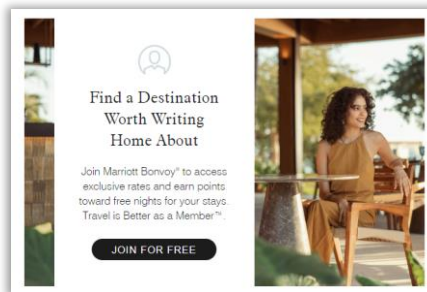 Find a Destination
Worth Writing
Home About
Join Marriott Bonvoy® to access
exclusive rates and earn points
toward free nights for your stays.
Travel is Better as a Member™.
JOIN FOR FREE